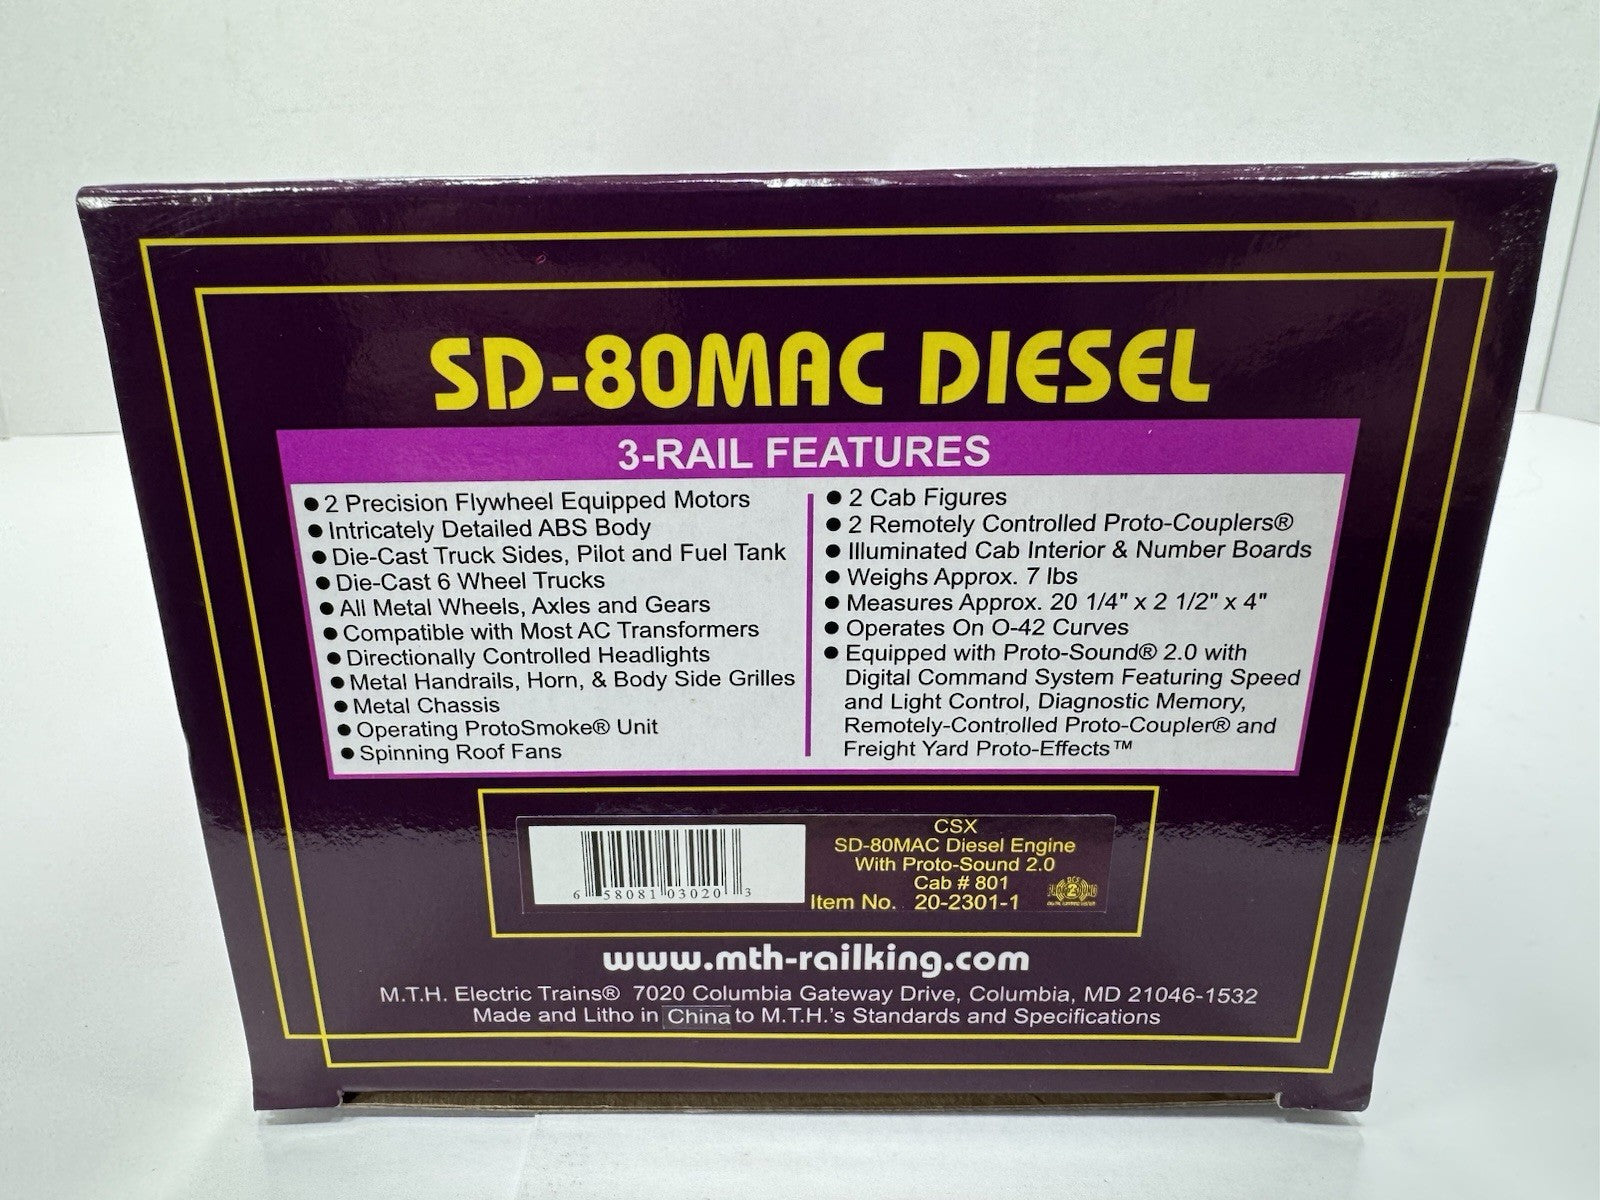 SD-80MAC DIESEL
3-RAIL FEATURES
● 2 Precision Flywheel Equipped Motors
● Intricately Detailed ABS Body
● Die-Cast Truck Sides, Pilot and Fuel Tank
● Die-Cast 6 Wheel Trucks
● All Metal Wheels, Axles and Gears
● Compatible with Most AC Transformers
● Directionally Controlled Headlights
● Metal Handrails, Horn, & Body Side Grilles
● Metal Chassis
● Operating ProtoSmoke® Unit
● Spinning Roof Fans
● 2 Cab Figures
● 2 Remotely Controlled Proto-Couplers®
● Illuminated Cab Interior & Number Boards
● Weighs Approx. 7 lbs
● Measures Approx. 20 1/4" x 2 1/2" x 4"
● Operates On O-42 Curves
● Equipped with Proto-Sound® 2.0 with
Digital Command System Featuring Speed
and Light Control, Diagnostic Memory,
Remotely-Controlled Proto-Coupler® and
Freight Yard Proto-Effects™
6 58081 03020 3
CSX
SD-80MAC Diesel Engine
With Proto-Sound 2.0
Cab # 801
Item No. 20-2301-1
www.mth-railking.com
M.T.H. Electric Trains® 7020 Columbia Gateway Drive, Columbia, MD 21046-1532
Made and Litho in China to M.T.H.'s Standards and Specifications